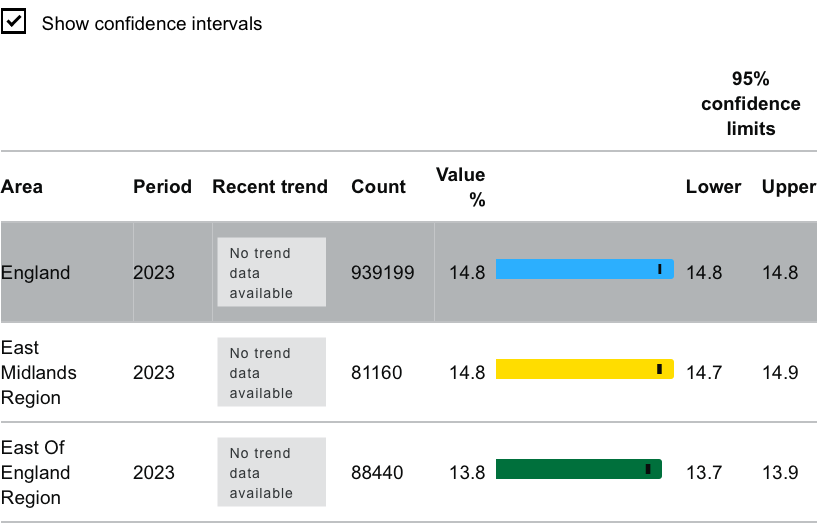 Show confidence intervals
95%
confidence
limits
Area Period Recent trend Count Value
% Lower Upper
England 2023 No trend
data
available 939199 14.8 14.8 14.8
East
Midlands
Region 2023 No trend
data
available 81160 14.8 14.7 14.9
East Of
England
Region 2023 No trend
data
available 88440 13.8 13.7 13.9